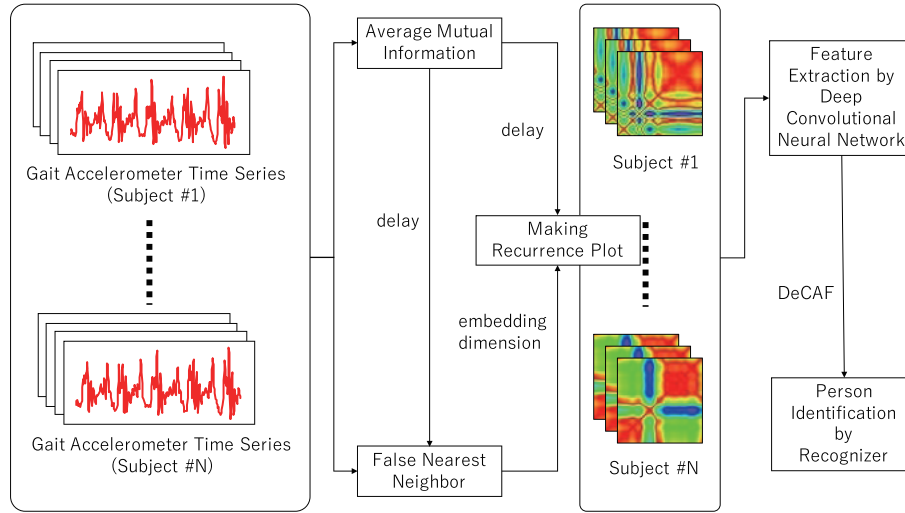 Gait Accelerometer Time Series
(Subject #1)
Gait Accelerometer Time Series
(Subject #N)
Average Mutual
Information
delay
delay
False Nearest
Neighbor
embedding
dimension
Making
Recurrence Plot
Subject #1
Subject #N
Feature
Extraction by
Deep
Convolutional
Neural Network
DeCAF
Person
Identification
by
Recognizer